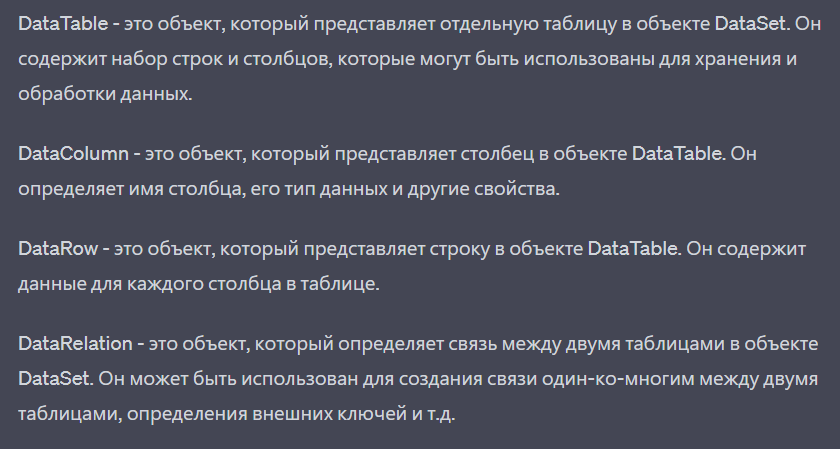 DataTable - это объект, который представляет отдельную таблицу в объекте DataSet. Он
содержит набор строк и столбцов, которые могут быть использованы для хранения и
обработки данных.
DataColumn - это объект, который представляет столбец в объекте DataTable. Он
определяет имя столбца, его тип данных и другие свойства.
DataRow - это объект, который представляет строку в объекте DataTable. Он содержит
данные для каждого столбца в таблице.
DataRelation - это объект, который определяет связь между двумя таблицами в объекте
DataSet. Он может быть использован для создания связи один-ко-многим между двумя
таблицами, определения внешних ключей и т.д.